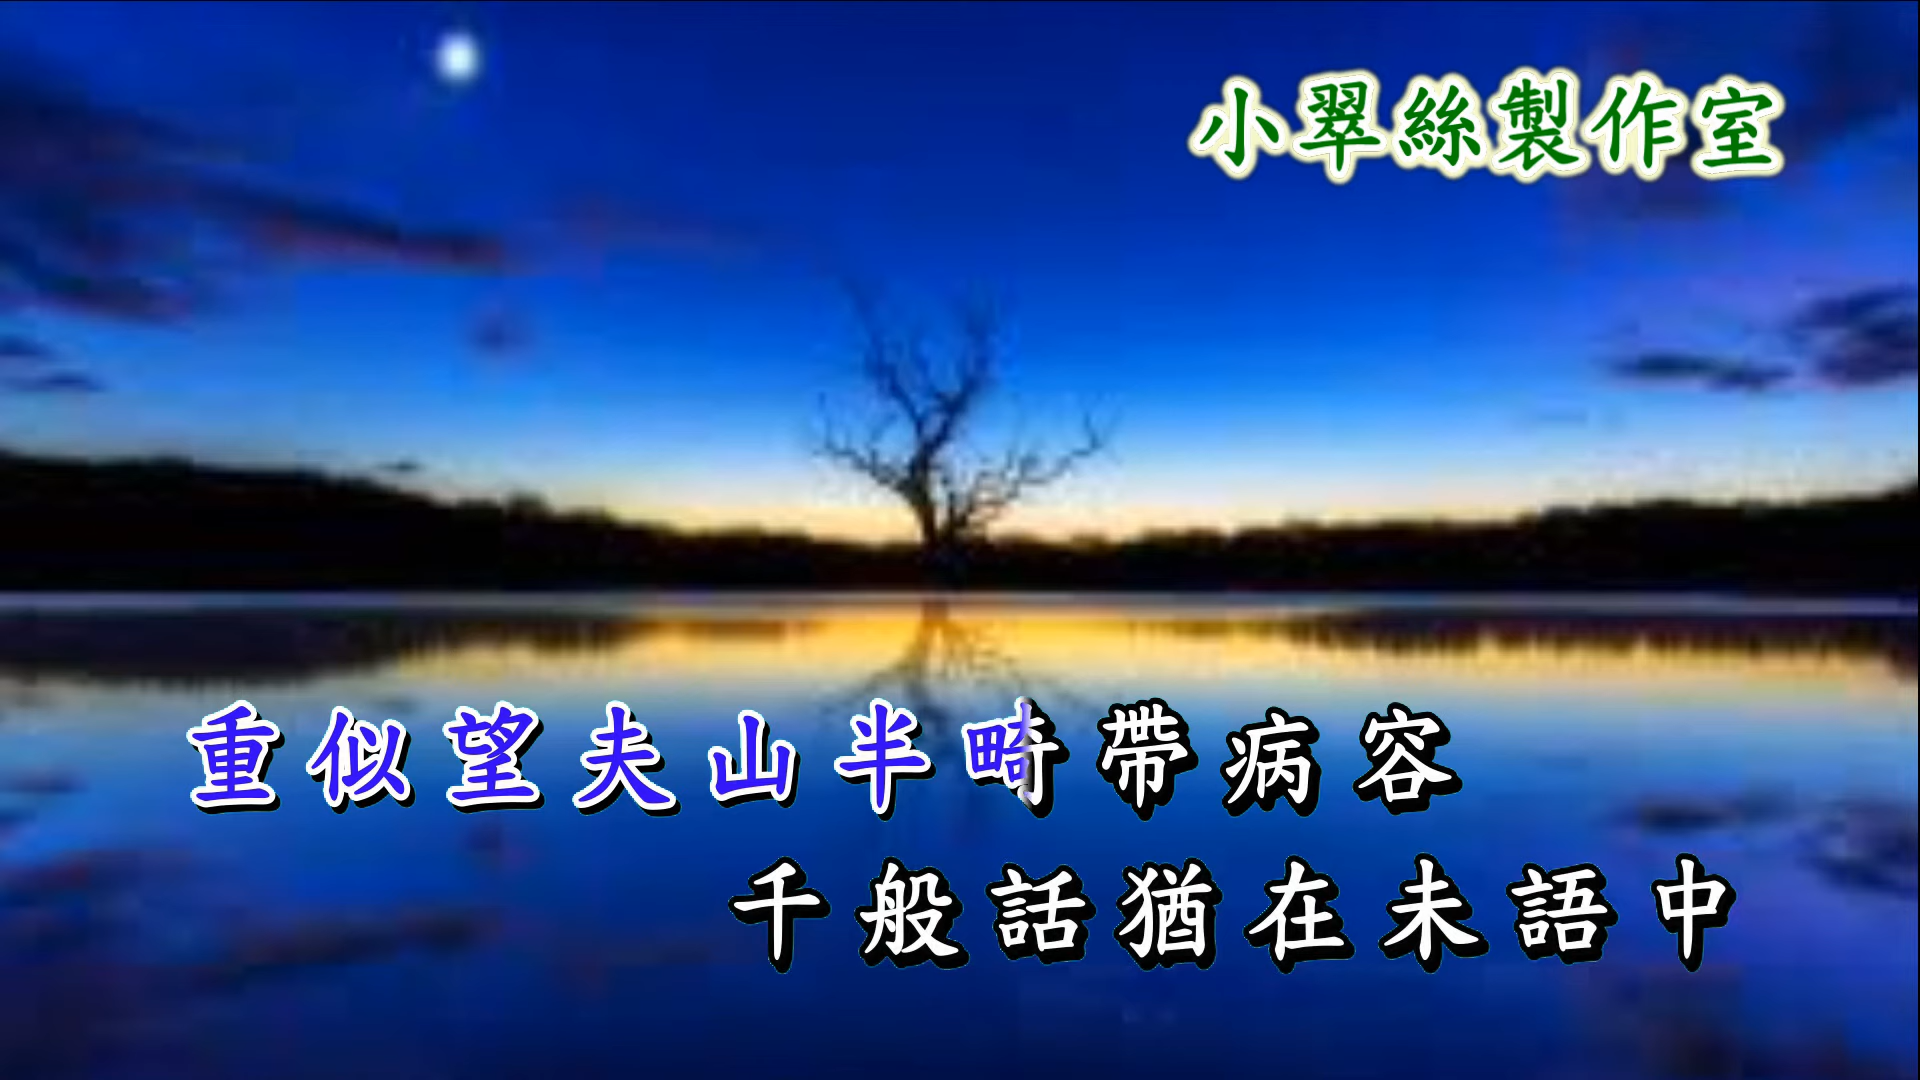 小翠絲製作室
重似望夫山半畸帶病容
千般話猶在未語中